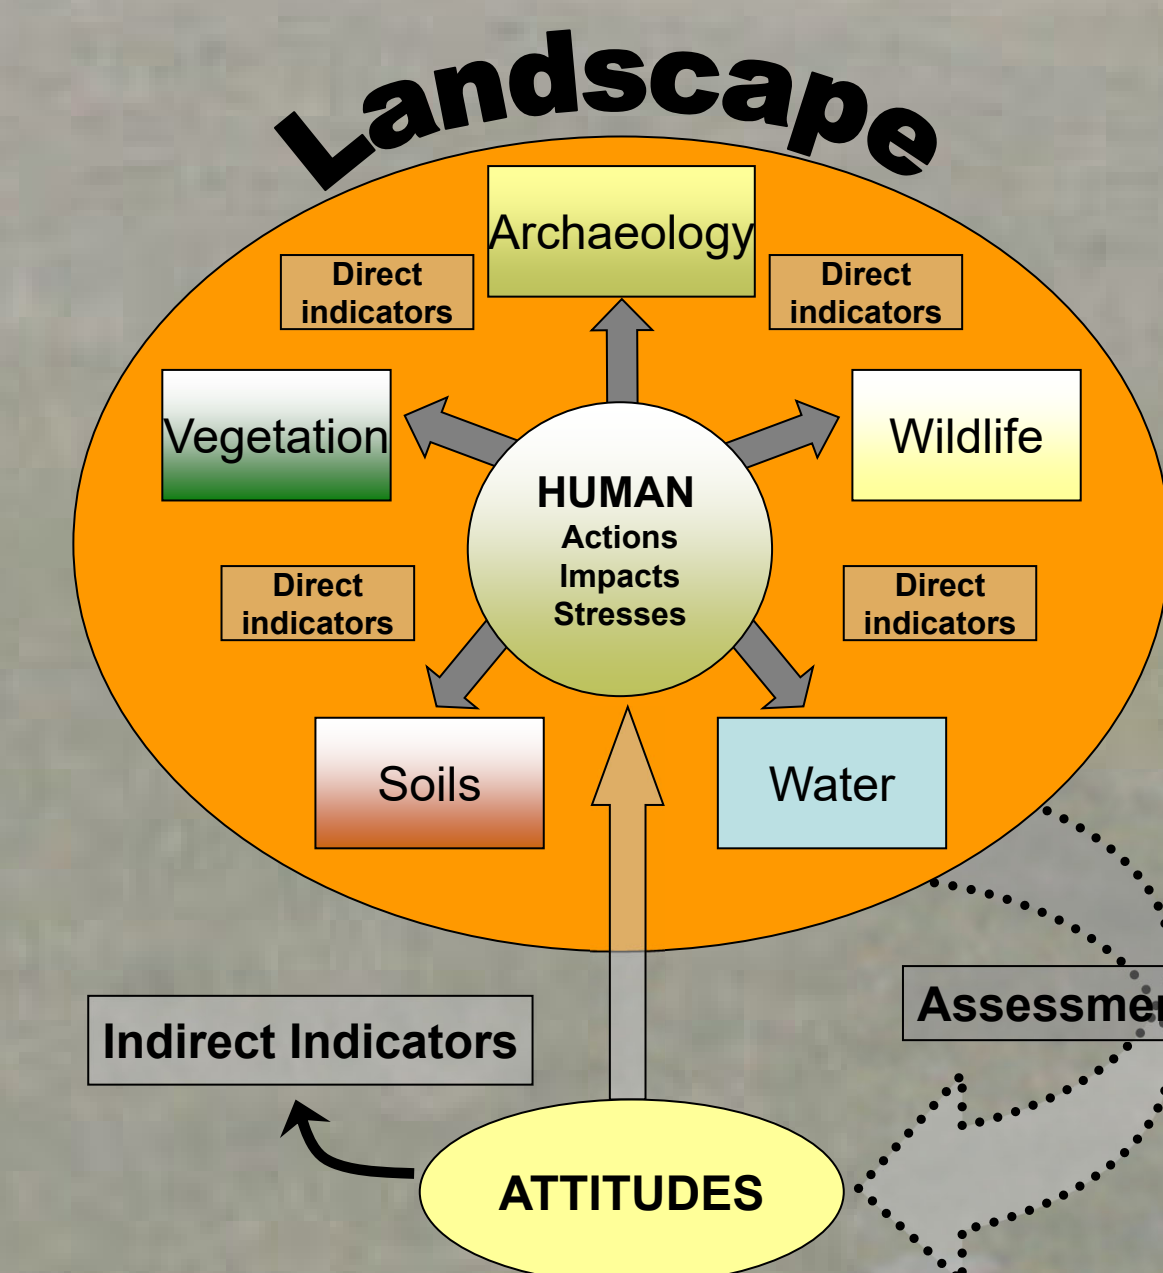 Landscape
Archaeology
Direct
indicators
Direct
indicators
Vegetation
Wildlife
HUMAN
Actions
Impacts
Stresses
Direct
indicators
Direct
indicators
Soils
Water
Indirect Indicators
ATTITUDES